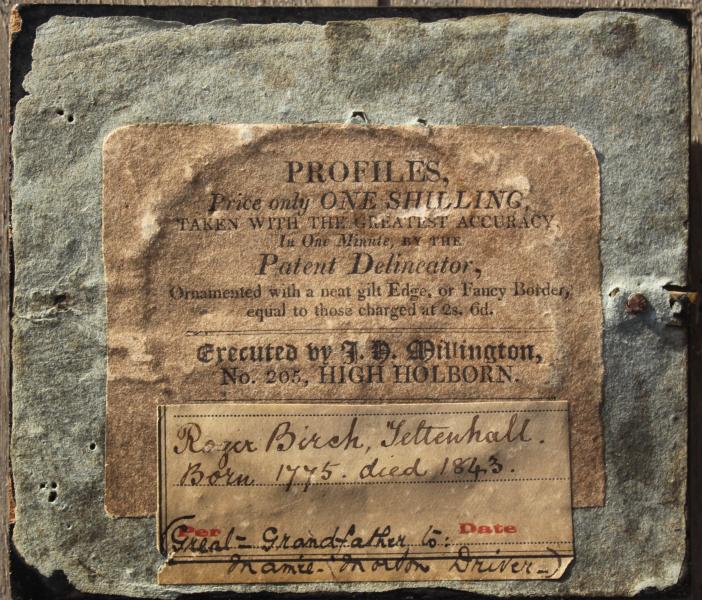 PROFILES,
Price only ONE SHILLING,
TAKEN WITH THE GREATEST ACCURACY,
In One Minute, BY THE
Patent Delineator,
Ornamented with a neat gilt Edge, or Fancy Border,
equal to those charged at 2s. 6d.
Executed by J. H. Millington,
No. 205, HIGH HOLBORN.
Roger Birch, Tettenhall.
Born 1775. died 1843.
Per Date
(Great = Grandfather to:
Mamie - (Morton Driver -)